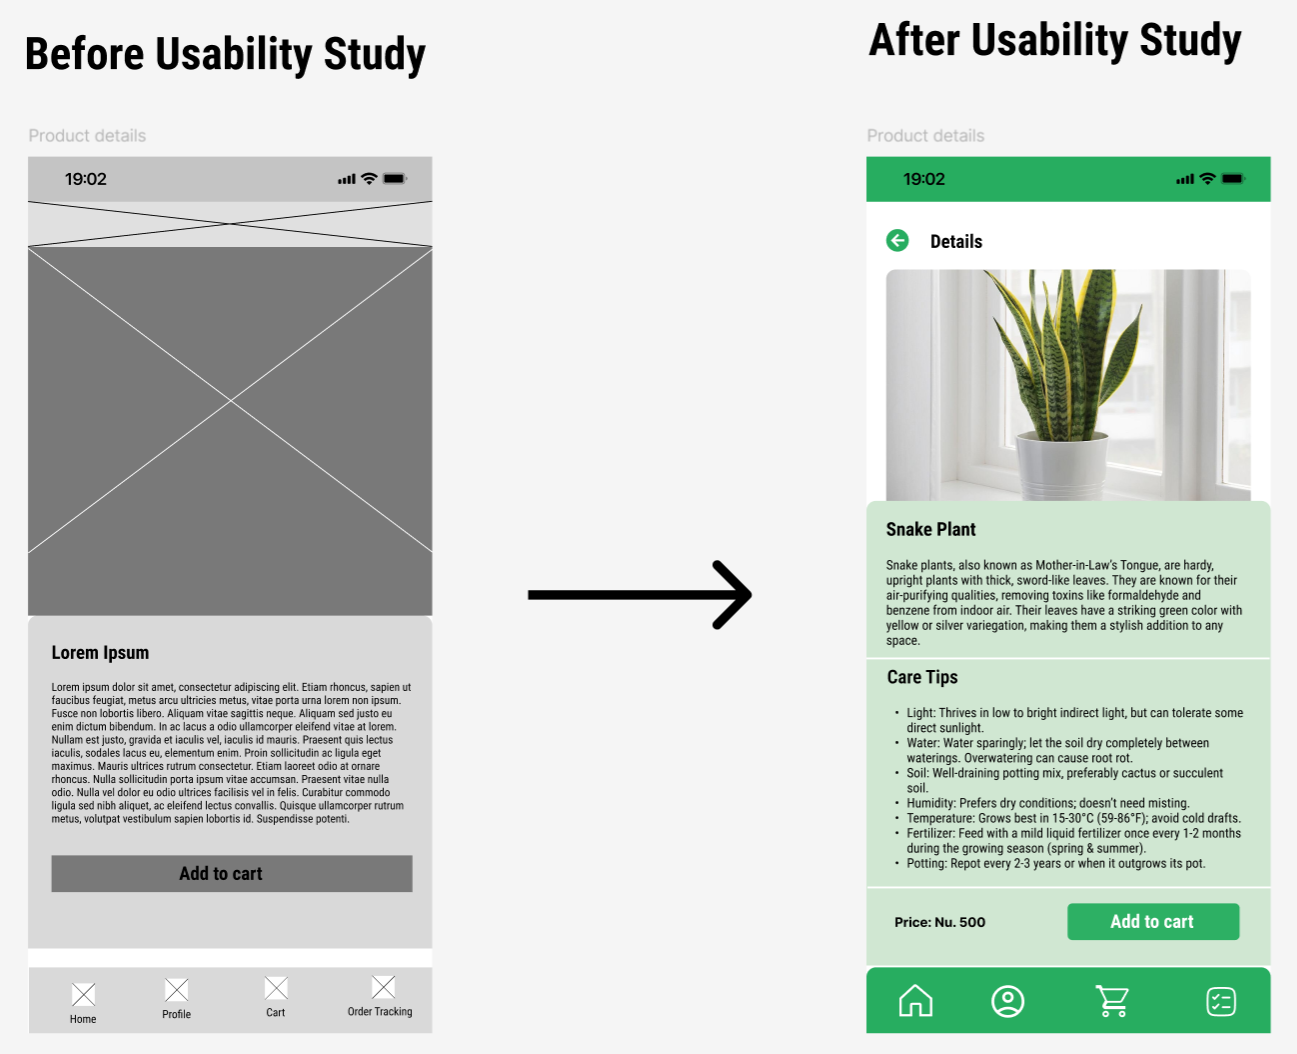 Before Usability Study
After Usability Study
Product details
19:02
Lorem Ipsum
Lorem ipsum dolor sit amet, consectetur adipiscing elit. Etiam rhoncus, sapien ut
faucibus feugiat, metus arcu ultricies metus, vitae porta urna lorem non ipsum.
Fusce non lobortis libero. Aliquam vitae sagittis neque. Aliquam sed justo eu
enim dictum bibendum. In ac lacus a odio ullamcorper eleifend vitae at lorem.
Nullam est justo, gravida et iaculis vel, iaculis id mauris. Praesent quis lectus
iaculis, sodales lacus eu, elementum enim. Proin sollicitudin ac ligula eget
maximus. Mauris ultrices rutrum consectetur. Etiam laoreet odio at ornare
rhoncus. Nulla sollicitudin porta ipsum vitae accumsan. Praesent vitae nulla
odio. Nulla vel dolor eu odio ultrices facilisis vel in felis. Curabitur commodo
ligula sed nibh aliquet, ac eleifend lectus convallis. Quisque ullamcorper rutrum
metus, volutpat vestibulum sapien lobortis id. Suspendisse potenti.
Add to cart
Home
Profile
Cart
Order Tracking
Product details
19:02
Details
Snake Plant
Snake plants, also known as Mother-in-Law's Tongue, are hardy,
upright plants with thick, sword-like leaves. They are known for their
air-purifying qualities, removing toxins like formaldehyde and
benzene from indoor air. Their leaves have a striking green color with
yellow or silver variegation, making them a stylish addition to any
space.
Care Tips
• Light: Thrives in low to bright indirect light, but can tolerate some
direct sunlight.
• Water: Water sparingly; let the soil dry completely between
waterings. Overwatering can cause root rot.
• Soil: Well-draining potting mix, preferably cactus or succulent
soil.
• Humidity: Prefers dry conditions; doesn't need misting.
• Temperature: Grows best in 15-30°C (59-86°F); avoid cold drafts.
• Fertilizer: Feed with a mild liquid fertilizer once every 1-2 months
during the growing season (spring & summer).
• Potting: Repot every 2-3 years or when it outgrows its pot.
Price: Nu. 500
Add to cart